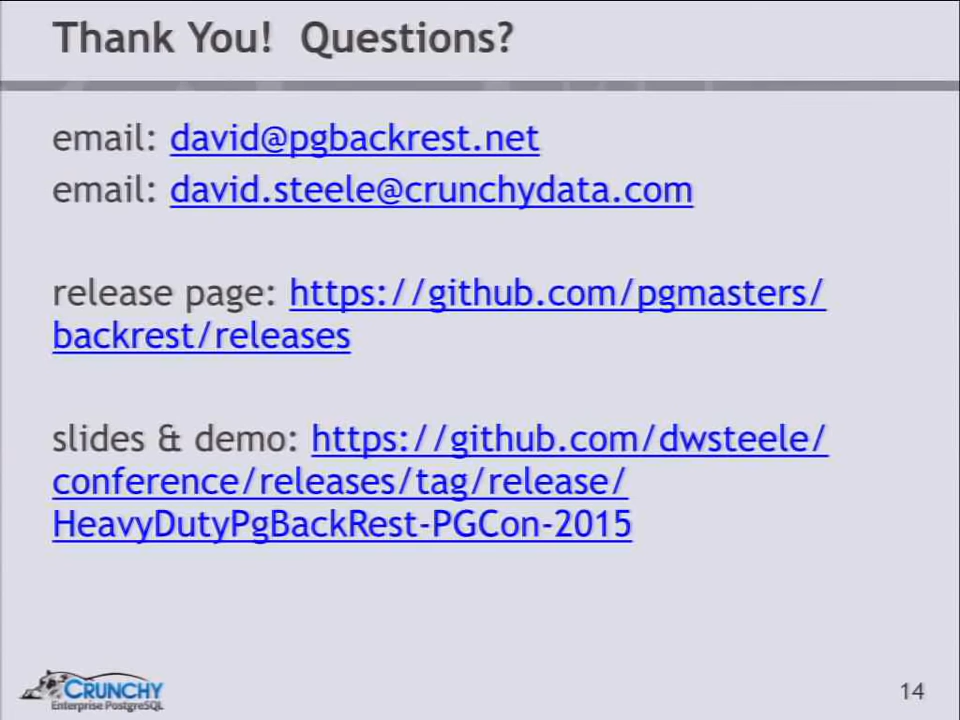 Thank You! Questions?
email: david@pgbackrest.net
email: david.steele@crunchydata.com
release page: https://github.com/pgmasters/
backrest/releases
slides & demo: https://github.com/dwsteele/
conference/releases/tag/release/
HeavyDutyPgBackRest-PGCon-2015
CRUNCHY
Enterprise PostgreSQL
14